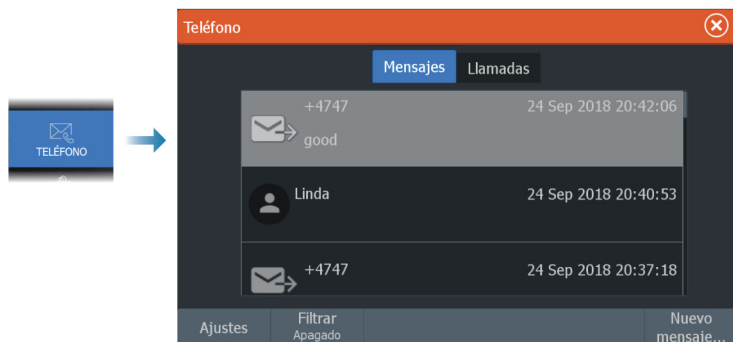 Teléfono
Mensajes Llamadas
TELÉFONO
+4747 24 Sep 2018 20:42:06
good
Linda 24 Sep 2018 20:40:53
+4747 24 Sep 2018 20:37:18
Ajustes Filtrar Nuevo
Apagado mensaje...